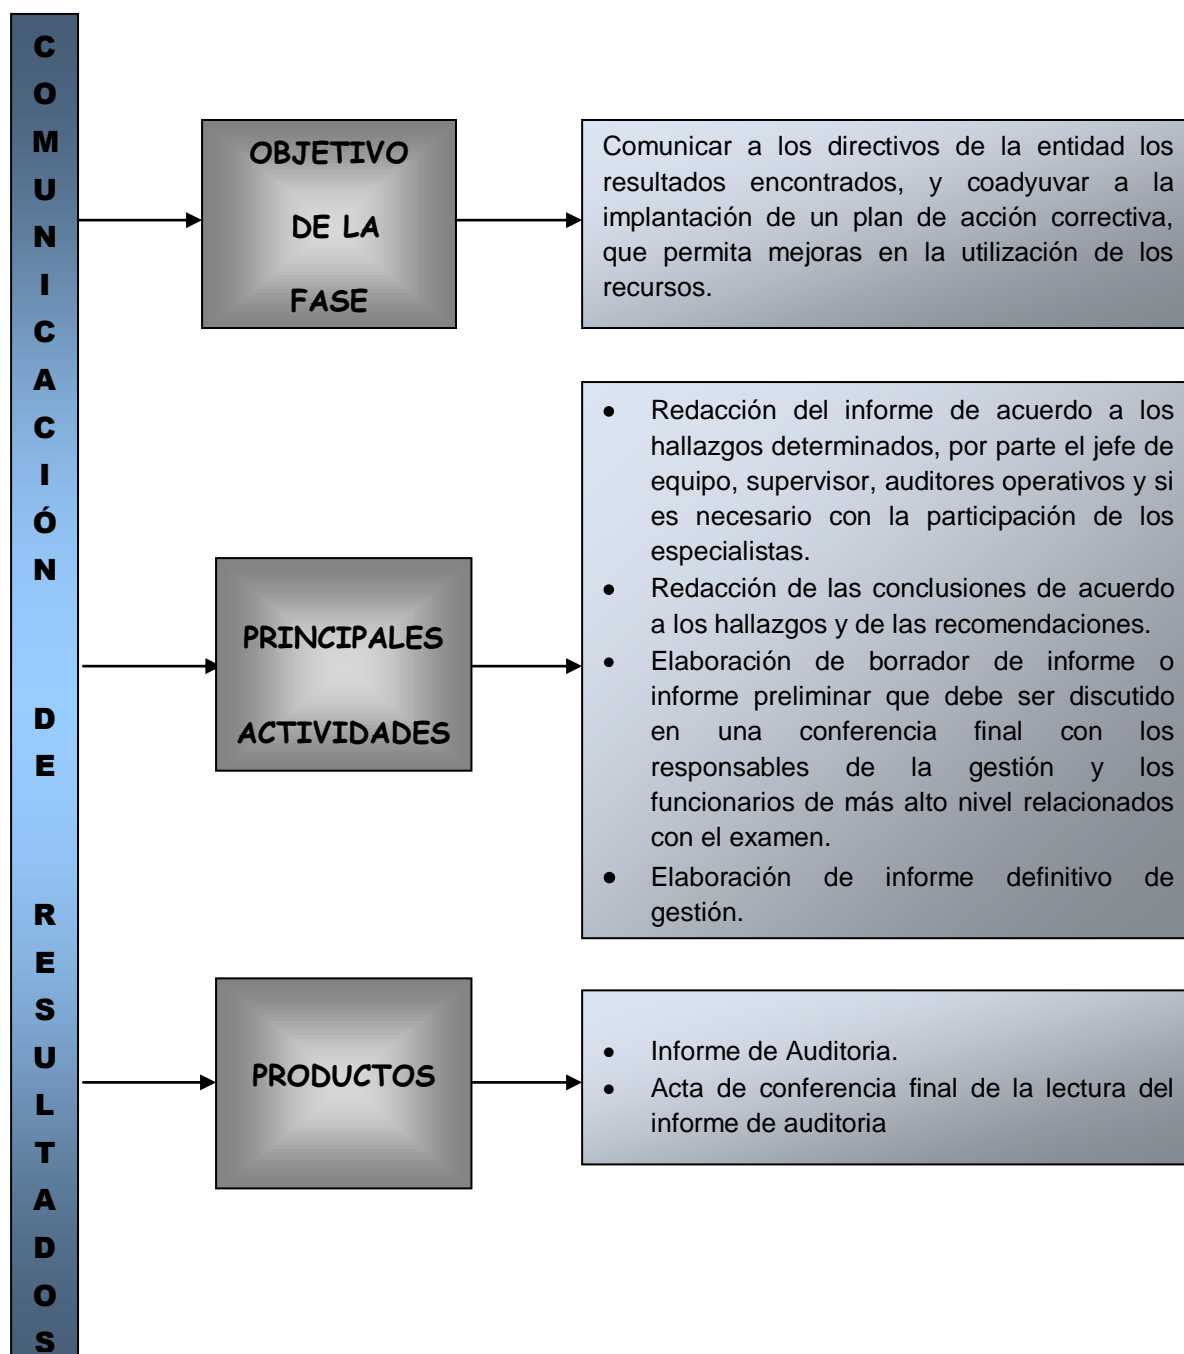 COMUNICACIÓN DE RESULTADOS
OBJETIVO
DE LA
FASE
Comunicar a los directivos de la entidad los
resultados encontrados, y coadyuvar a la
implantación de un plan de acción correctiva,
que permita mejoras en la utilización de los
recursos.
PRINCIPALES
ACTIVIDADES
• Redacción del informe de acuerdo a los
hallazgos determinados, por parte el jefe de
equipo, supervisor, auditores operativos y si
es necesario con la participación de los
especialistas.
• Redacción de las conclusiones de acuerdo
a los hallazgos y de las recomendaciones.
• Elaboración de borrador de informe o
informe preliminar que debe ser discutido
en una conferencia final con los
responsables de la gestión y los
funcionarios de más alto nivel relacionados
con el examen.
• Elaboración de informe definitivo de
gestión.
PRODUCTOS
• Informe de Auditoria.
• Acta de conferencia final de la lectura del
informe de auditoria